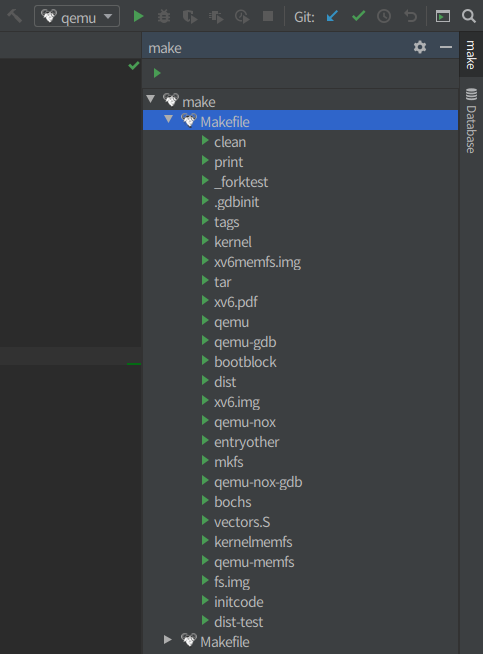 qemu
Git:
make
make
Makefile
clean
print
_forktest
.gdbinit
tags
kernel
xv6memfs.img
tar
xv6.pdf
qemu
qemu-gdb
bootblock
dist
xv6.img
qemu-nox
entryother
mkfs
qemu-nox-gdb
bochs
vectors.S
kernelmemfs
qemu-memfs
fs.img
initcode
dist-test
Makefile
make
Database